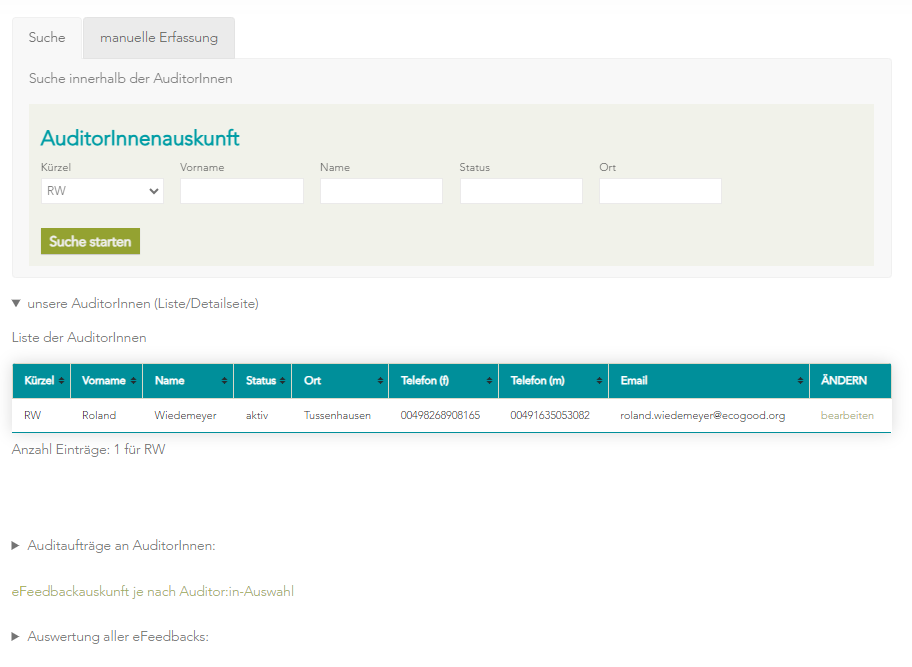 Suche manuelle Erfassung
Suche innerhalb der AuditorInnen
AuditorInnenauskunft
Kürzel Vorname Name Status Ort
RW
Suche starten
unsere AuditorInnen (Liste/Detailseite)
Liste der AuditorInnen
Kürzel Vorname Name Status Ort Telefon (f) Telefon (m) Email ÄNDERN
RW Roland Wiedemeyer aktiv Tussenhausen 00498268908165 00491635053082 roland.wiedemeyer@ecogood.org bearbeiten
Anzahl Einträge: 1 für RW
Auditaufträge an AuditorInnen:
eFeedbackauskunft je nach Auditor:in-Auswahl
Auswertung aller eFeedbacks: